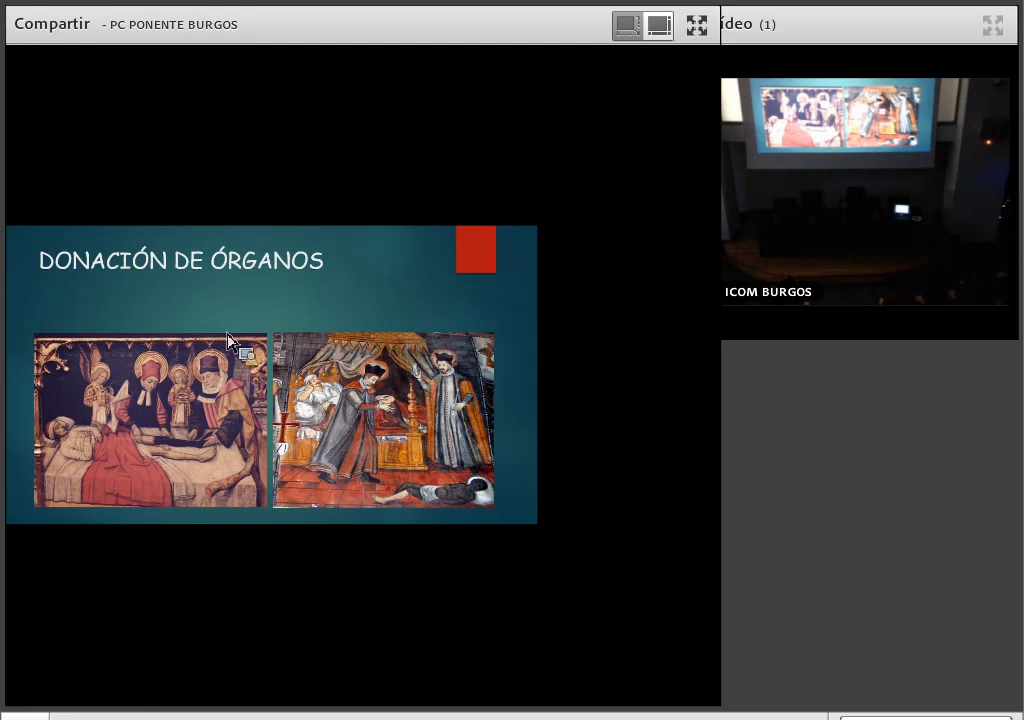 Compartir - PC PONENTE BURGOS
ídeo (1)
ICOM BURGOS
DONACIÓN DE ÓRGANOS